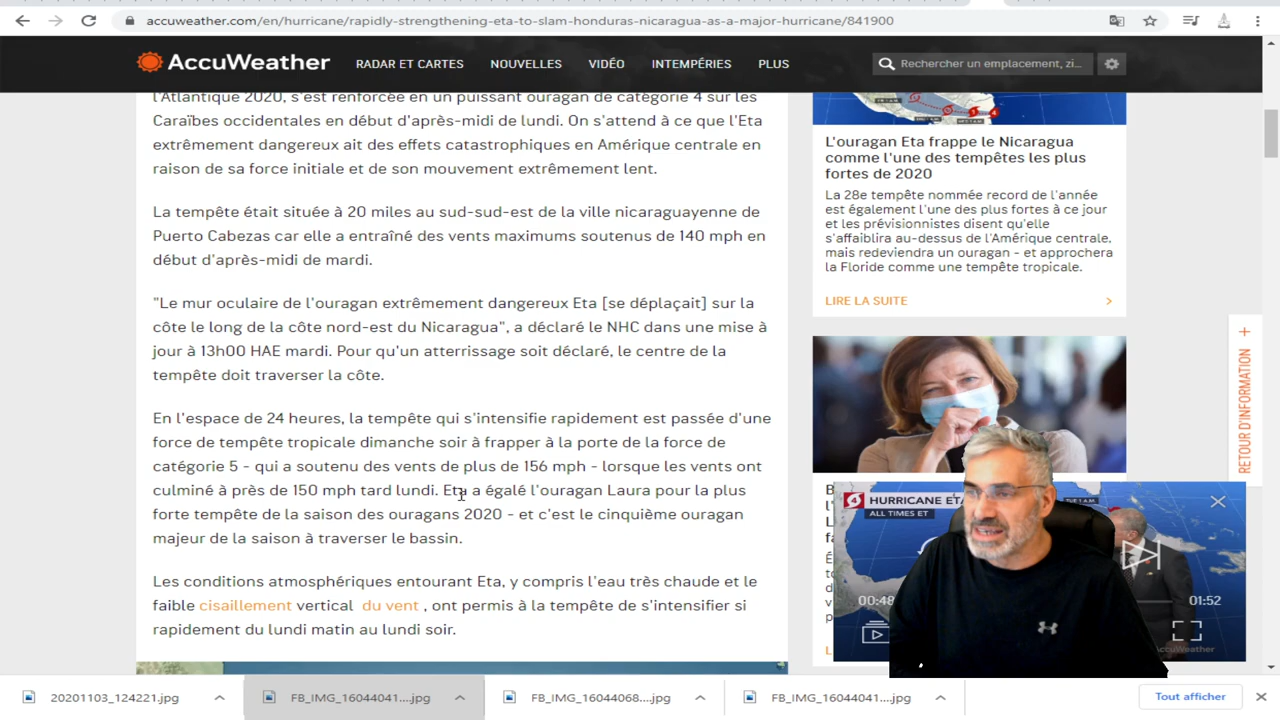 accuweather.com/en/hurricane/rapidly-strengthening-eta-to-slam-honduras-nicaragua-as-a-major-hurricane/841900
AccuWeather
RADAR ET CARTES
NOUVELLES
VIDÉO
INTEMPÉRIES
PLUS
Rechercher un emplacement, zi...
l'Atlantique 2020, s'est renforcée en un puissant ouragan de catégorie 4 sur les
Caraïbes occidentales en début d'après-midi de lundi. On s'attend à ce que l'Eta
extrêmement dangereux ait des effets catastrophiques en Amérique centrale en
raison de sa force initiale et de son mouvement extrêmement lent.
La tempête était située à 20 miles au sud-sud-est de la ville nicaraguayenne de
Puerto Cabezas car elle a entraîné des vents maximums soutenus de 140 mph en
début d'après-midi de mardi.
"Le mur oculaire de l'ouragan extrêmement dangereux Eta [se déplaçait] sur la
côte le long de la côte nord-est du Nicaragua", a déclaré le NHC dans une mise à
jour à 13h00 HAE mardi. Pour qu'un atterrissage soit déclaré, le centre de la
tempête doit traverser la côte.
En l'espace de 24 heures, la tempête qui s'intensifie rapidement est passée d'une
force de tempête tropicale dimanche soir à frapper à la porte de la force de
catégorie 5 - qui a soutenu des vents de plus de 156 mph - lorsque les vents ont
culminé à près de 150 mph tard lundi. Eta a égalé l'ouragan Laura pour la plus
forte tempête de la saison des ouragans 2020 - et c'est le cinquième ouragan
majeur de la saison à traverser le bassin.
Les conditions atmosphériques entourant Eta, y compris l'eau très chaude et le
faible cisaillement vertical du vent , ont permis à la tempête de s'intensifier si
rapidement du lundi matin au lundi soir.
L'ouragan Eta frappe le Nicaragua
comme l'une des tempêtes les plus
fortes de 2020
La 28e tempête nommée record de l'année
est également l'une des plus fortes à ce jour
et les prévisionnistes disent qu'elle
s'affaiblira au-dessus de l'Amérique centrale,
mais redeviendra un ouragan - et approchera
la Floride comme une tempête tropicale.
LIRE LA SUITE
RETOUR D'INFORMATION +
4 HURRICANE ETA
ALL TIMES ET
00:48
01:52
AccuWeather
20201103_124221.jpg
FB_IMG_16044041....jpg
FB_IMG_16044068....jpg
FB_IMG_16044041....jpg
Tout afficher